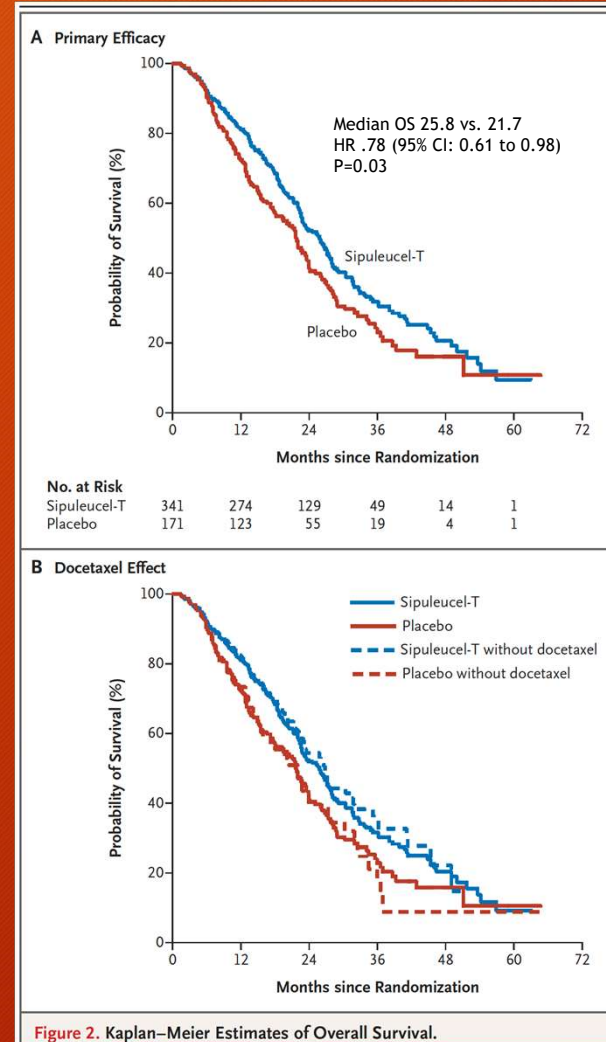 A Primary Efficacy
Probability of Survival (%)
100
80
60
40
20
0
Median OS 25.8 vs. 21.7
HR .78 (95% CI: 0.61 to 0.98)
P=0.03
Sipuleucel-T
Placebo
0 12 24 36 48 60 72
Months since Randomization
No. at Risk
Sipuleucel-T 341 274 129 49 14 1
Placebo 171 123 55 19 4 1
B Docetaxel Effect
Probability of Survival (%)
100
80
60
40
20
0
Sipuleucel-T
Placebo
Sipuleucel-T without docetaxel
Placebo without docetaxel
0 12 24 36 48 60 72
Months since Randomization
Figure 2. Kaplan–Meier Estimates of Overall Survival.